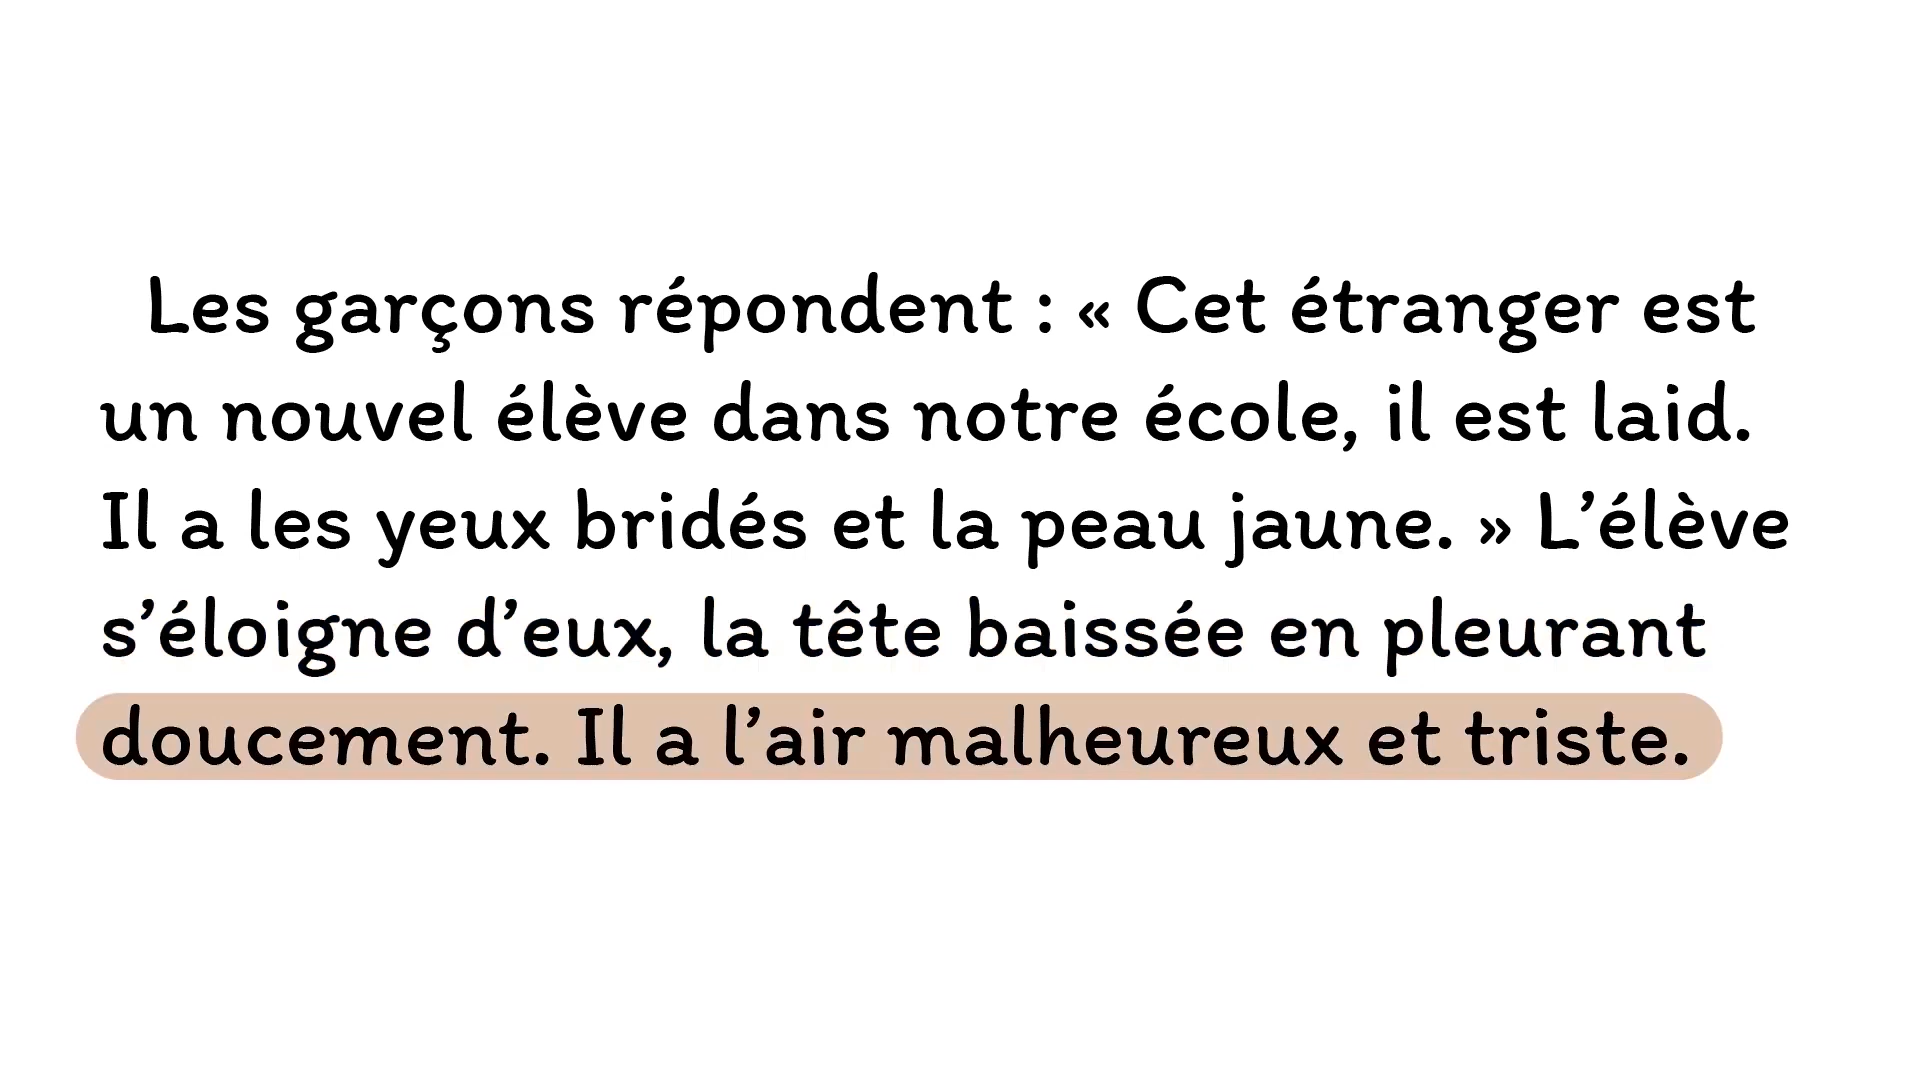 Les garçons répondent : « Cet étranger est
un nouvel élève dans notre école, il est laid.
Il a les yeux bridés et la peau jaune. » L’élève
s’éloigne d’eux, la tête baissée en pleurant
doucement. Il a l’air malheureux et triste.